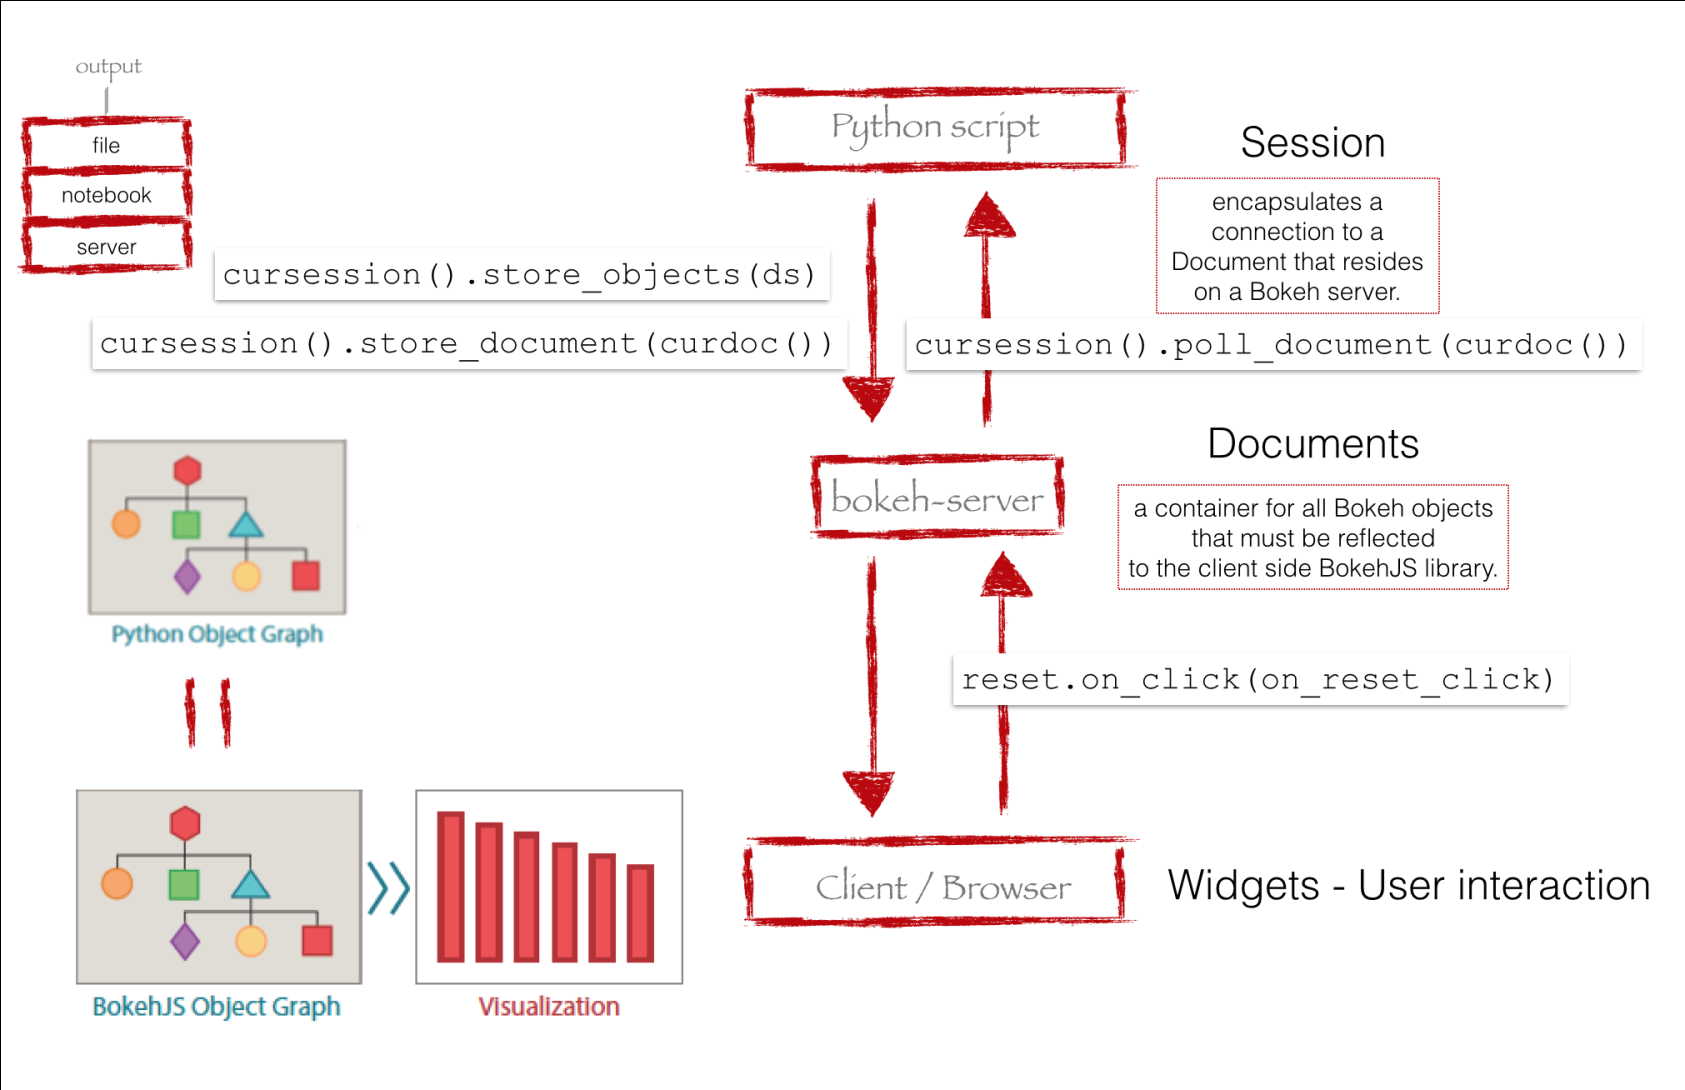 output
file
notebook
server
Python script
Session
encapsulates a
connection to a
Document that resides
on a Bokeh server.
cursession().store_objects(ds)
cursession().store_document(curdoc())
cursession().poll_document(curdoc())
Documents
bokeh-server
a container for all Bokeh objects
that must be reflected
to the client side BokehJS library.
Python Object Graph
reset.on_click(on_reset_click)
Client / Browser
Widgets - User interaction
BokehJS Object Graph
Visualization